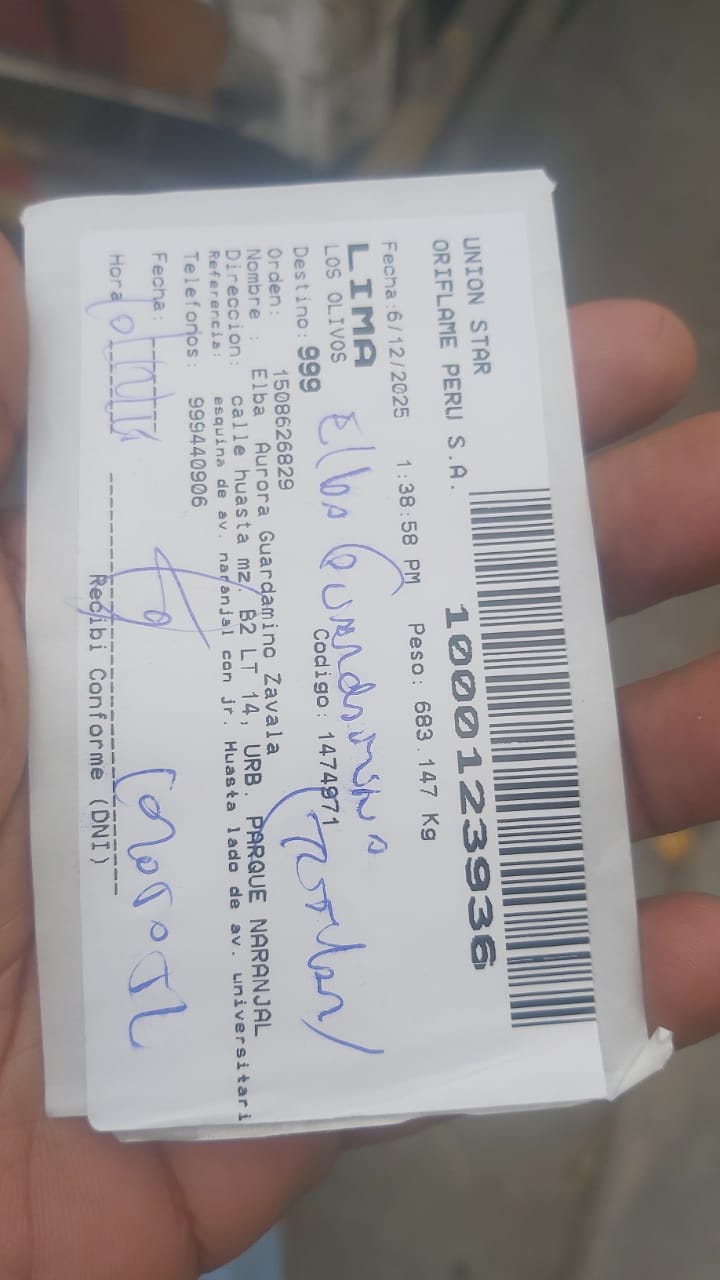 UNION STAR
ORIFLAME PERU S.A.
1000123936
Fecha:6/12/2025 1:38:58 PM Peso: 683.147 Kg
LIMA
LOS OLIVOS
Elba Guardamino
Destino: 999 Codigo: 1474971
Orden: 1508626829
Nombre : Elba Aurora Guardamino Zavala
Direccion: calle huasta mz. B2 LT 14, URB. PARQUE NARANJAL
Referencia: esquina de av. naranjal con jr. Huasta lado de av. universitari
Telefonos: 999440906
Fecha:
Hora
Recibi Conforme (DNI)